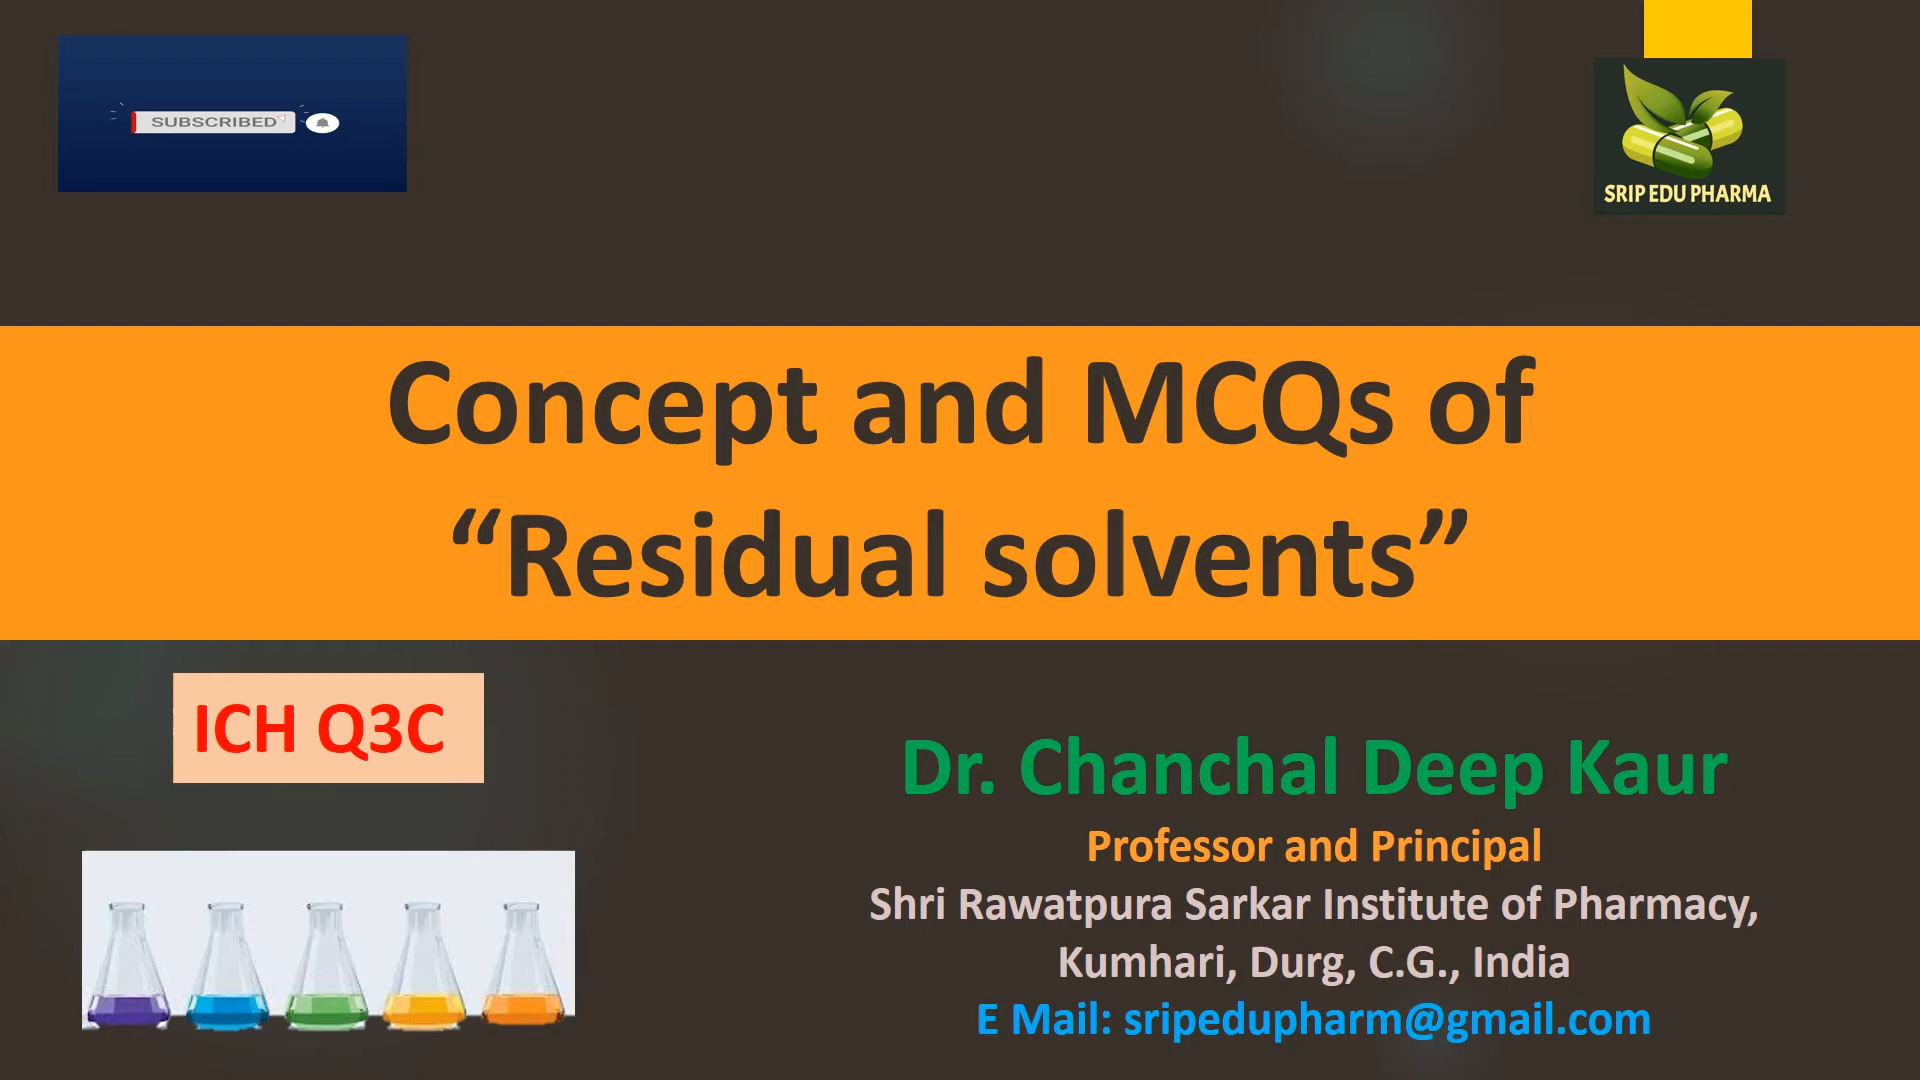 SUBSCRIBED
SRIP EDU PHARMA
Concept and MCQs of
“Residual solvents”
ICH Q3C
Dr. Chanchal Deep Kaur
Professor and Principal
Shri Rawatpura Sarkar Institute of Pharmacy,
Kumhari, Durg, C.G., India
E Mail: sripedupharm@gmail.com